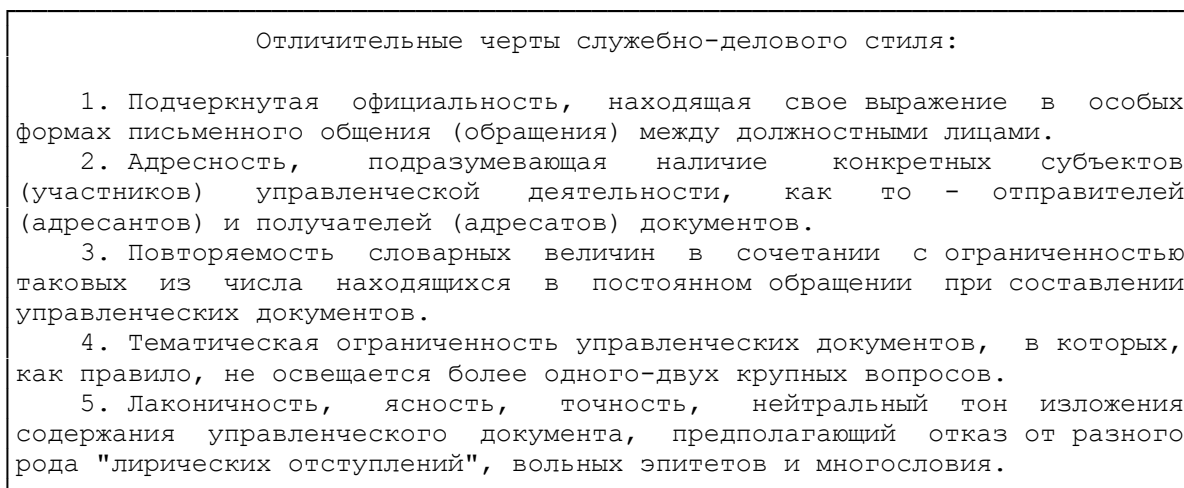 Отличительные черты служебно-делового стиля:
1. Подчеркнутая официальность, находящая свое выражение в особых
формах письменного общения (обращения) между должностными лицами.
2. Адресность, подразумевающая наличие конкретных субъектов
(участников) управленческой деятельности, как то - отправителей
(адресантов) и получателей (адресатов) документов.
3. Повторяемость словарных величин в сочетании с ограниченностью
таковых из числа находящихся в постоянном обращении при составлении
управленческих документов.
4. Тематическая ограниченность управленческих документов, в которых,
как правило, не освещается более одного-двух крупных вопросов.
5. Лаконичность, ясность, точность, нейтральный тон изложения
содержания управленческого документа, предполагающий отказ от разного
рода "лирических отступлений", вольных эпитетов и многословия.